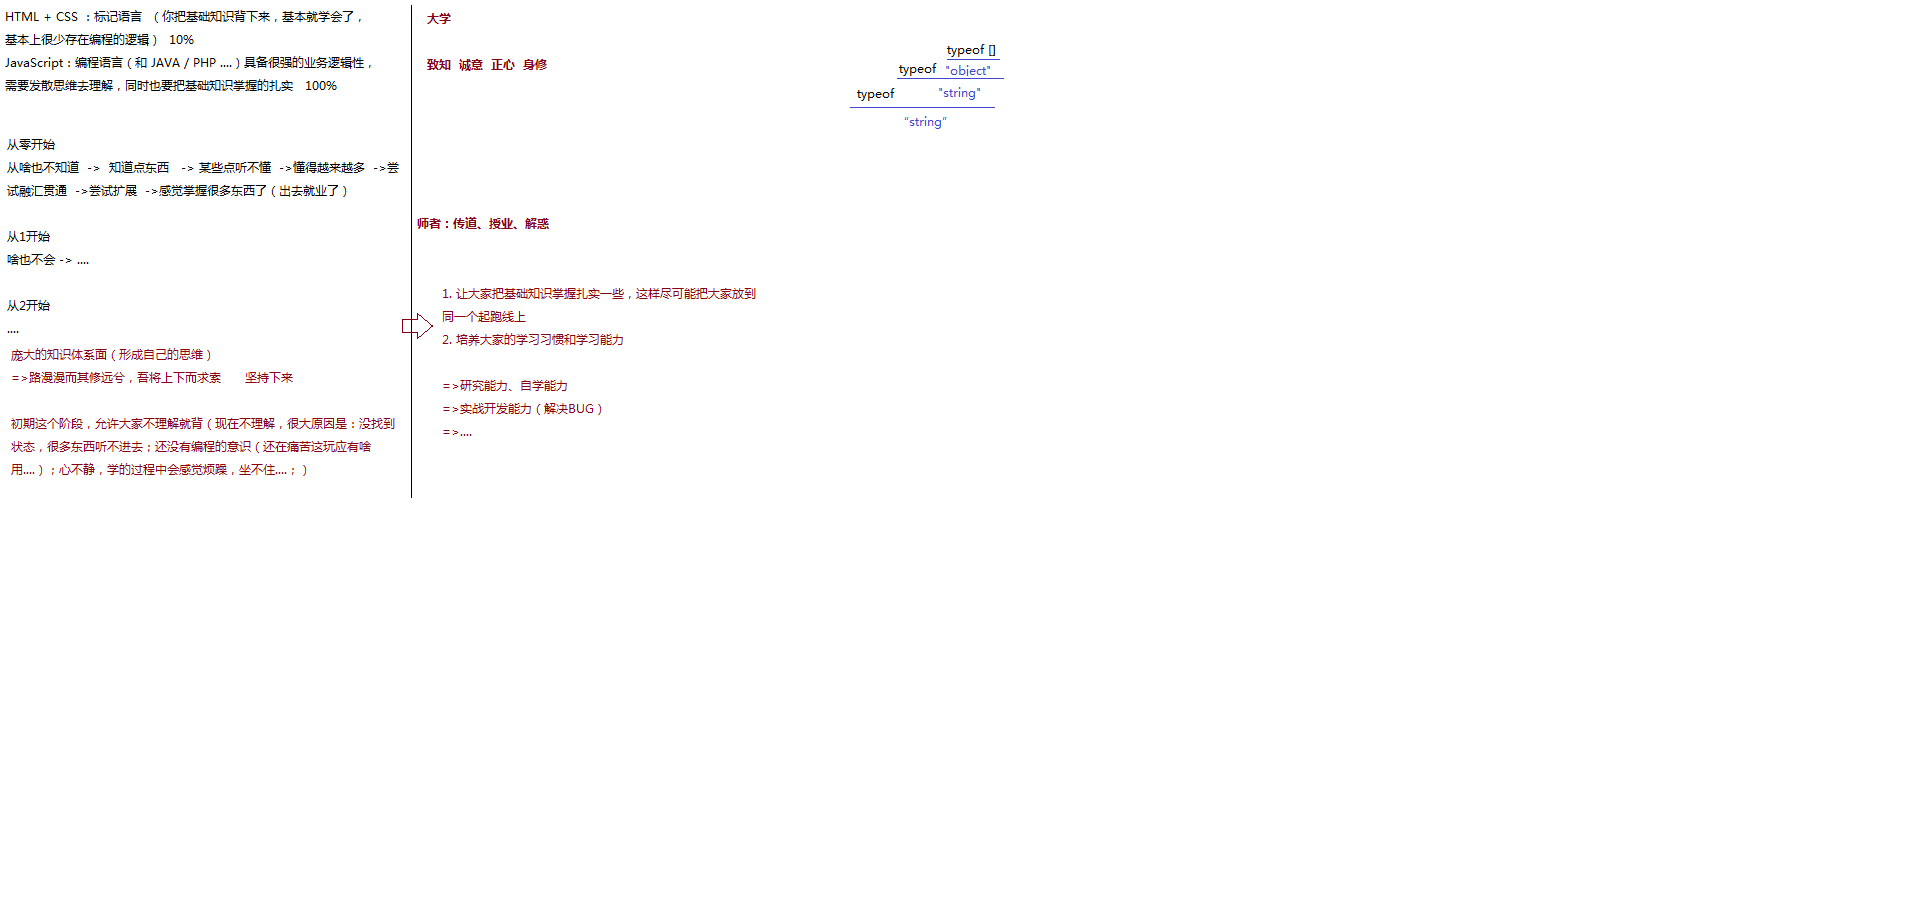 HTML + CSS ：标记语言 （你把基础知识背下来，基本就学会了，
基本上很少存在编程的逻辑） 10%
JavaScript：编程语言（和 JAVA / PHP ....）具备很强的业务逻辑性，
需要发散思维去理解，同时也要把基础知识掌握的扎实 100%
从零开始
从啥也不知道 -> 知道点东西 -> 某些点听不懂 ->懂得越来越多 ->尝
试融汇贯通 ->尝试扩展 ->感觉掌握很多东西了（出去就业了）
从1开始
啥也不会 -> ....
从2开始
....
庞大的知识体系面（形成自己的思维）
=>路漫漫而其修远兮，吾将上下而求索 坚持下来
初期这个阶段，允许大家不理解就背（现在不理解，很大原因是：没找到
状态，很多东西听不进去；还没有编程的意识（还在痛苦这玩应有啥
用....）；心不静，学的过程中会感觉烦躁，坐不住....；）
大学
致知 诚意 正心 身修
师者：传道、授业、解惑
1. 让大家把基础知识掌握扎实一些，这样尽可能把大家放到
同一个起跑线上
2. 培养大家的学习习惯和学习能力
=>研究能力、自学能力
=>实战开发能力（解决BUG）
=>....
typeof []
typeof "object"
typeof "string"
“string”